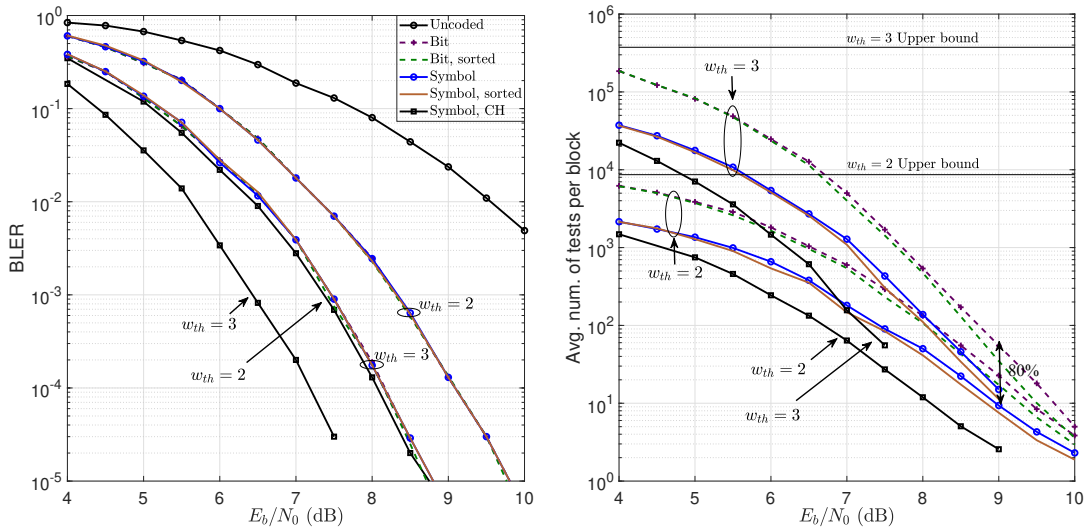 10^0
10^-1
10^-2
10^-3
10^-4
10^-5
BLER
4 5 6 7 8 9 10
E_b/N_0 (dB)
Uncoded
Bit
Bit, sorted
Symbol
Symbol, sorted
Symbol, CH
w_th = 2
w_th = 3
w_th = 3
w_th = 2
10^6
10^5
10^4
10^3
10^2
10^1
10^0
Avg. num. of tests per block
4 5 6 7 8 9 10
E_b/N_0 (dB)
w_th = 3 Upper bound
w_th = 3
w_th = 2 Upper bound
w_th = 2
w_th = 2
w_th = 3
80%